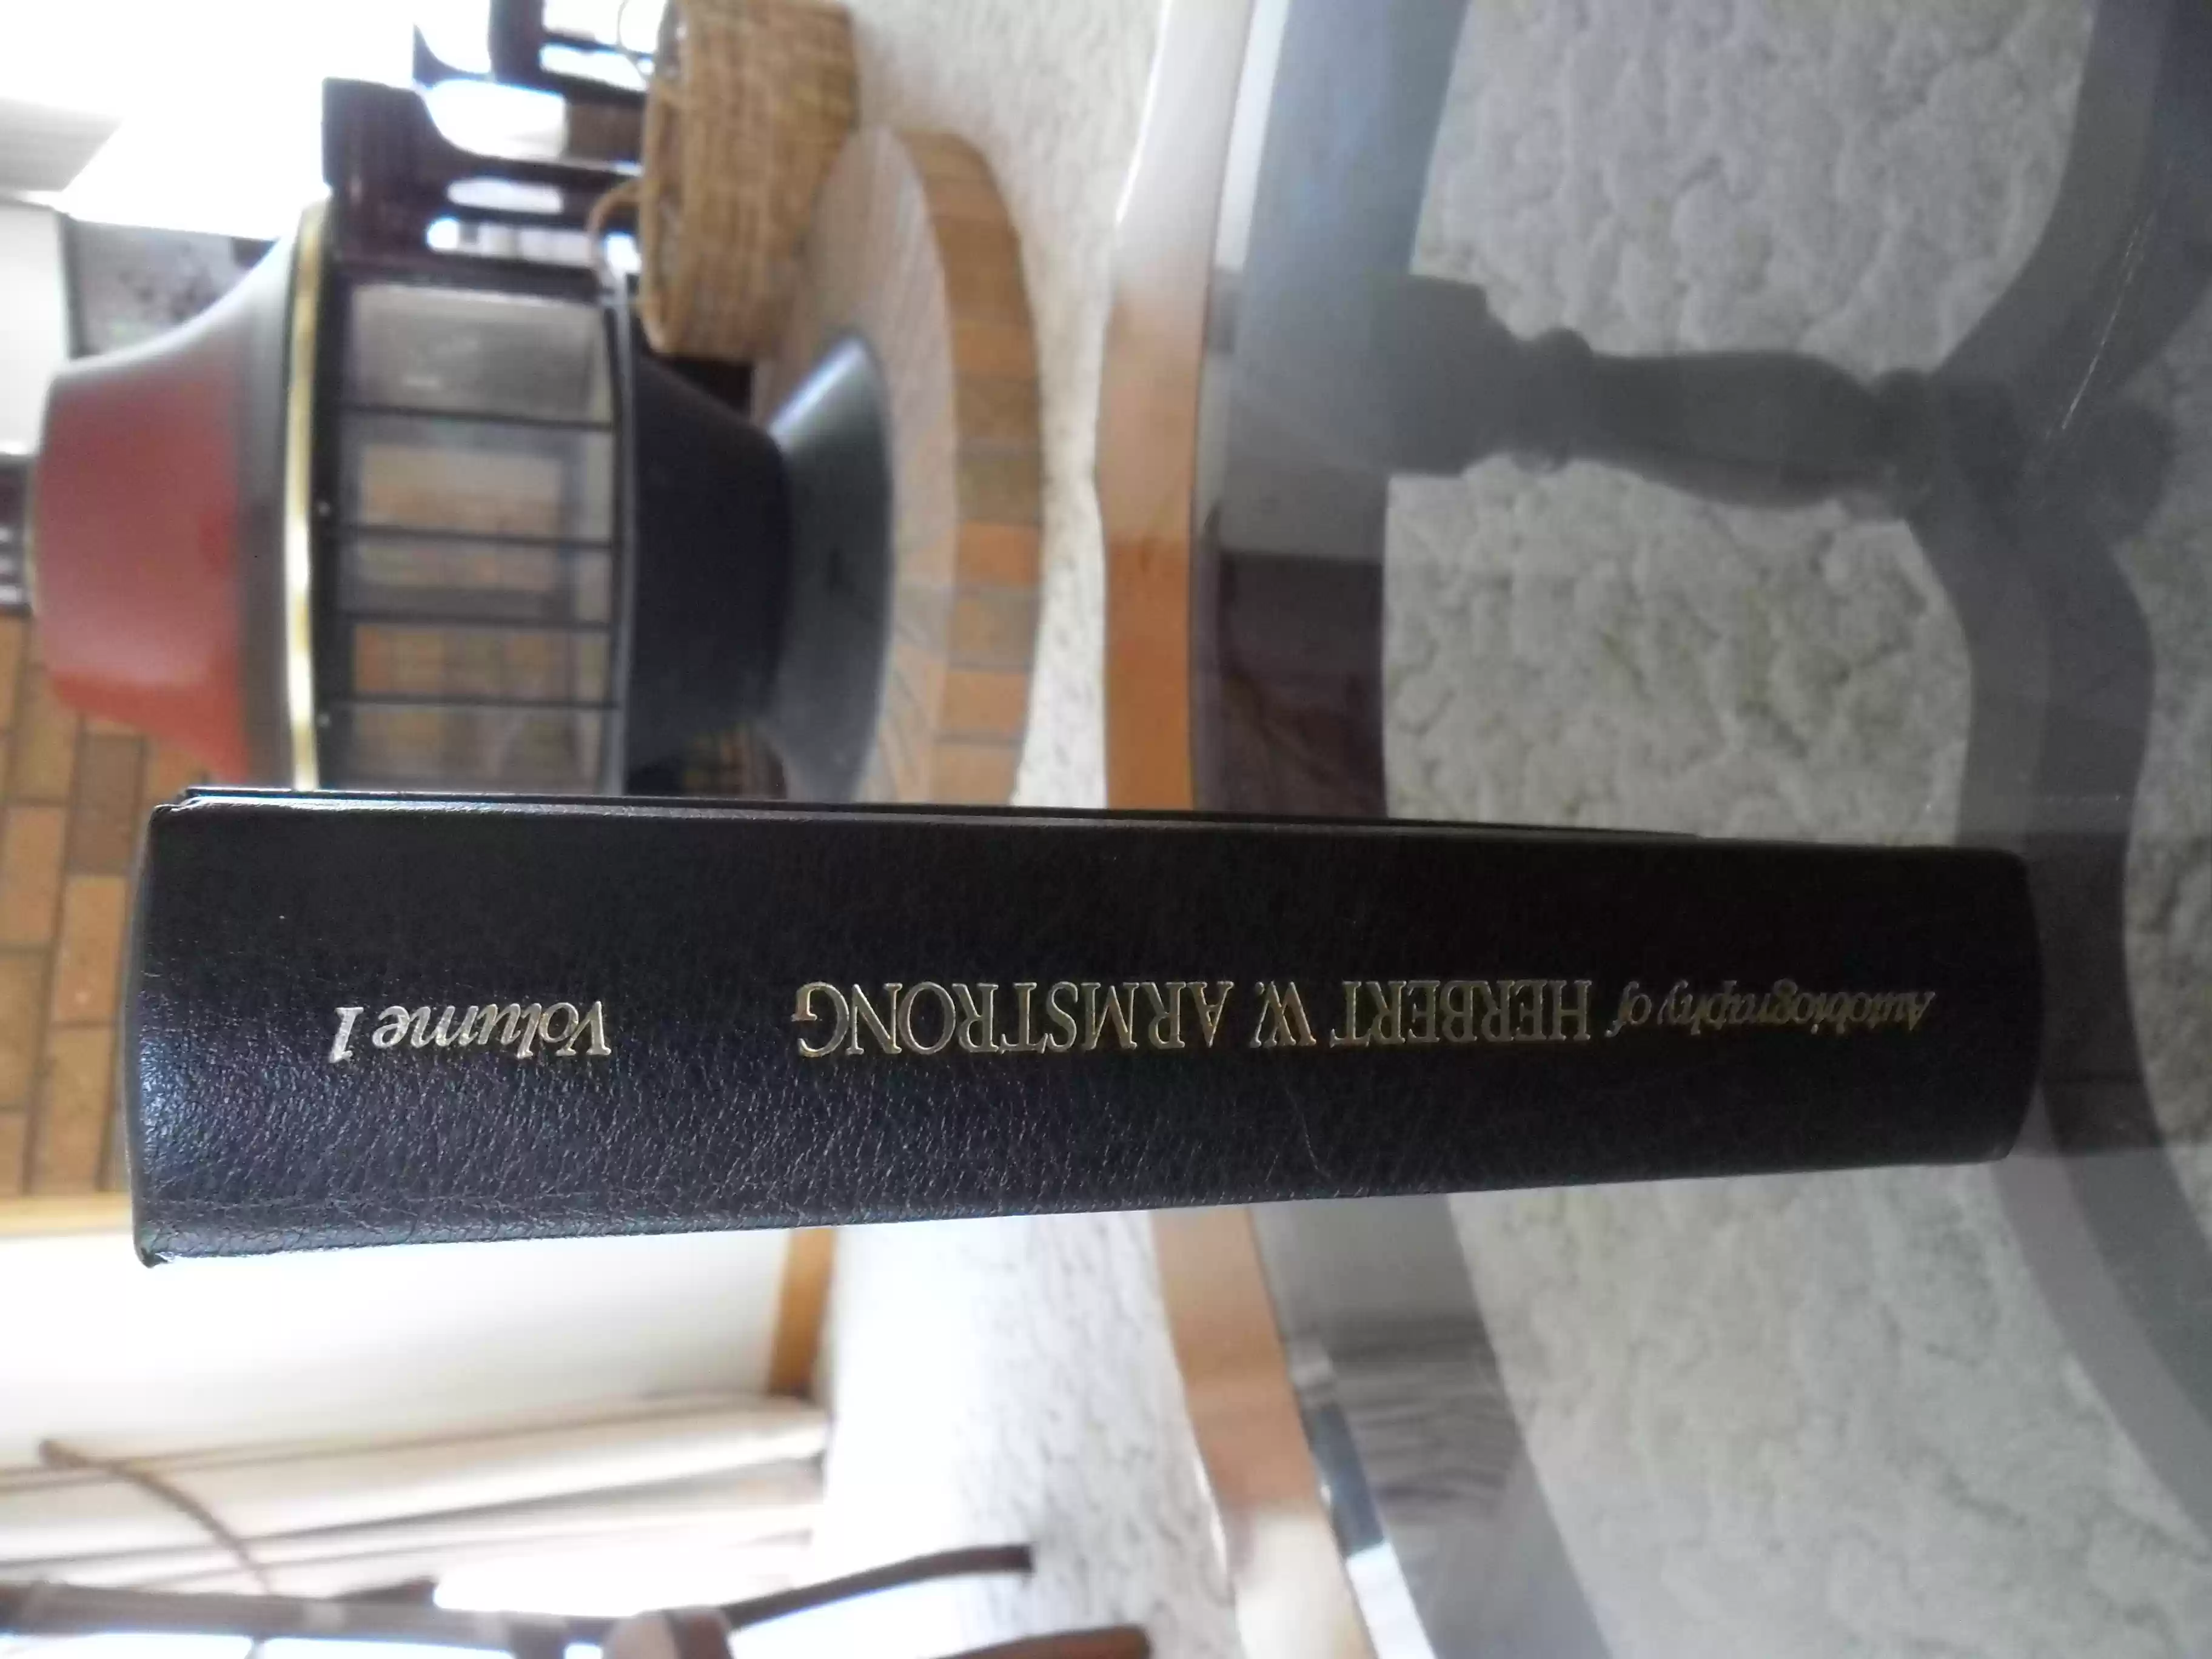 Autobiography of HERBERT W. ARMSTRONG Volume 1